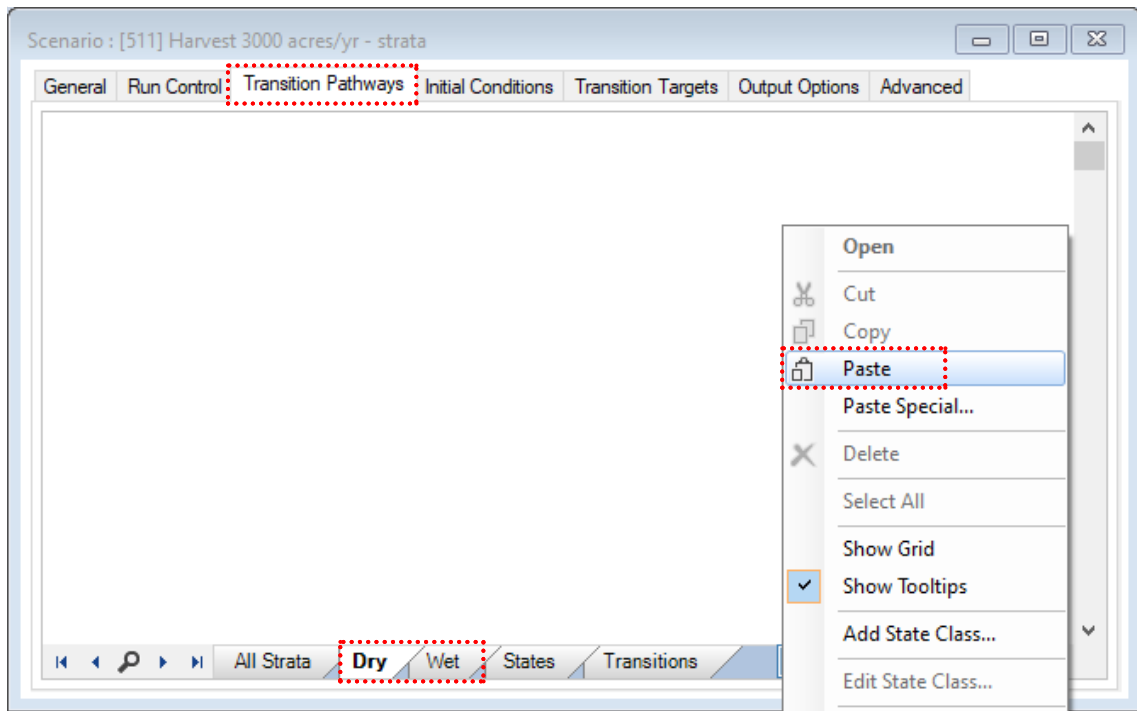 Scenario : [511] Harvest 3000 acres/yr - strata
General Run Control Transition Pathways Initial Conditions Transition Targets Output Options Advanced
Open
Cut
Copy
Paste
Paste Special...
Delete
Select All
Show Grid
Show Tooltips
Add State Class...
All Strata Dry Wet States Transitions
Edit State Class...